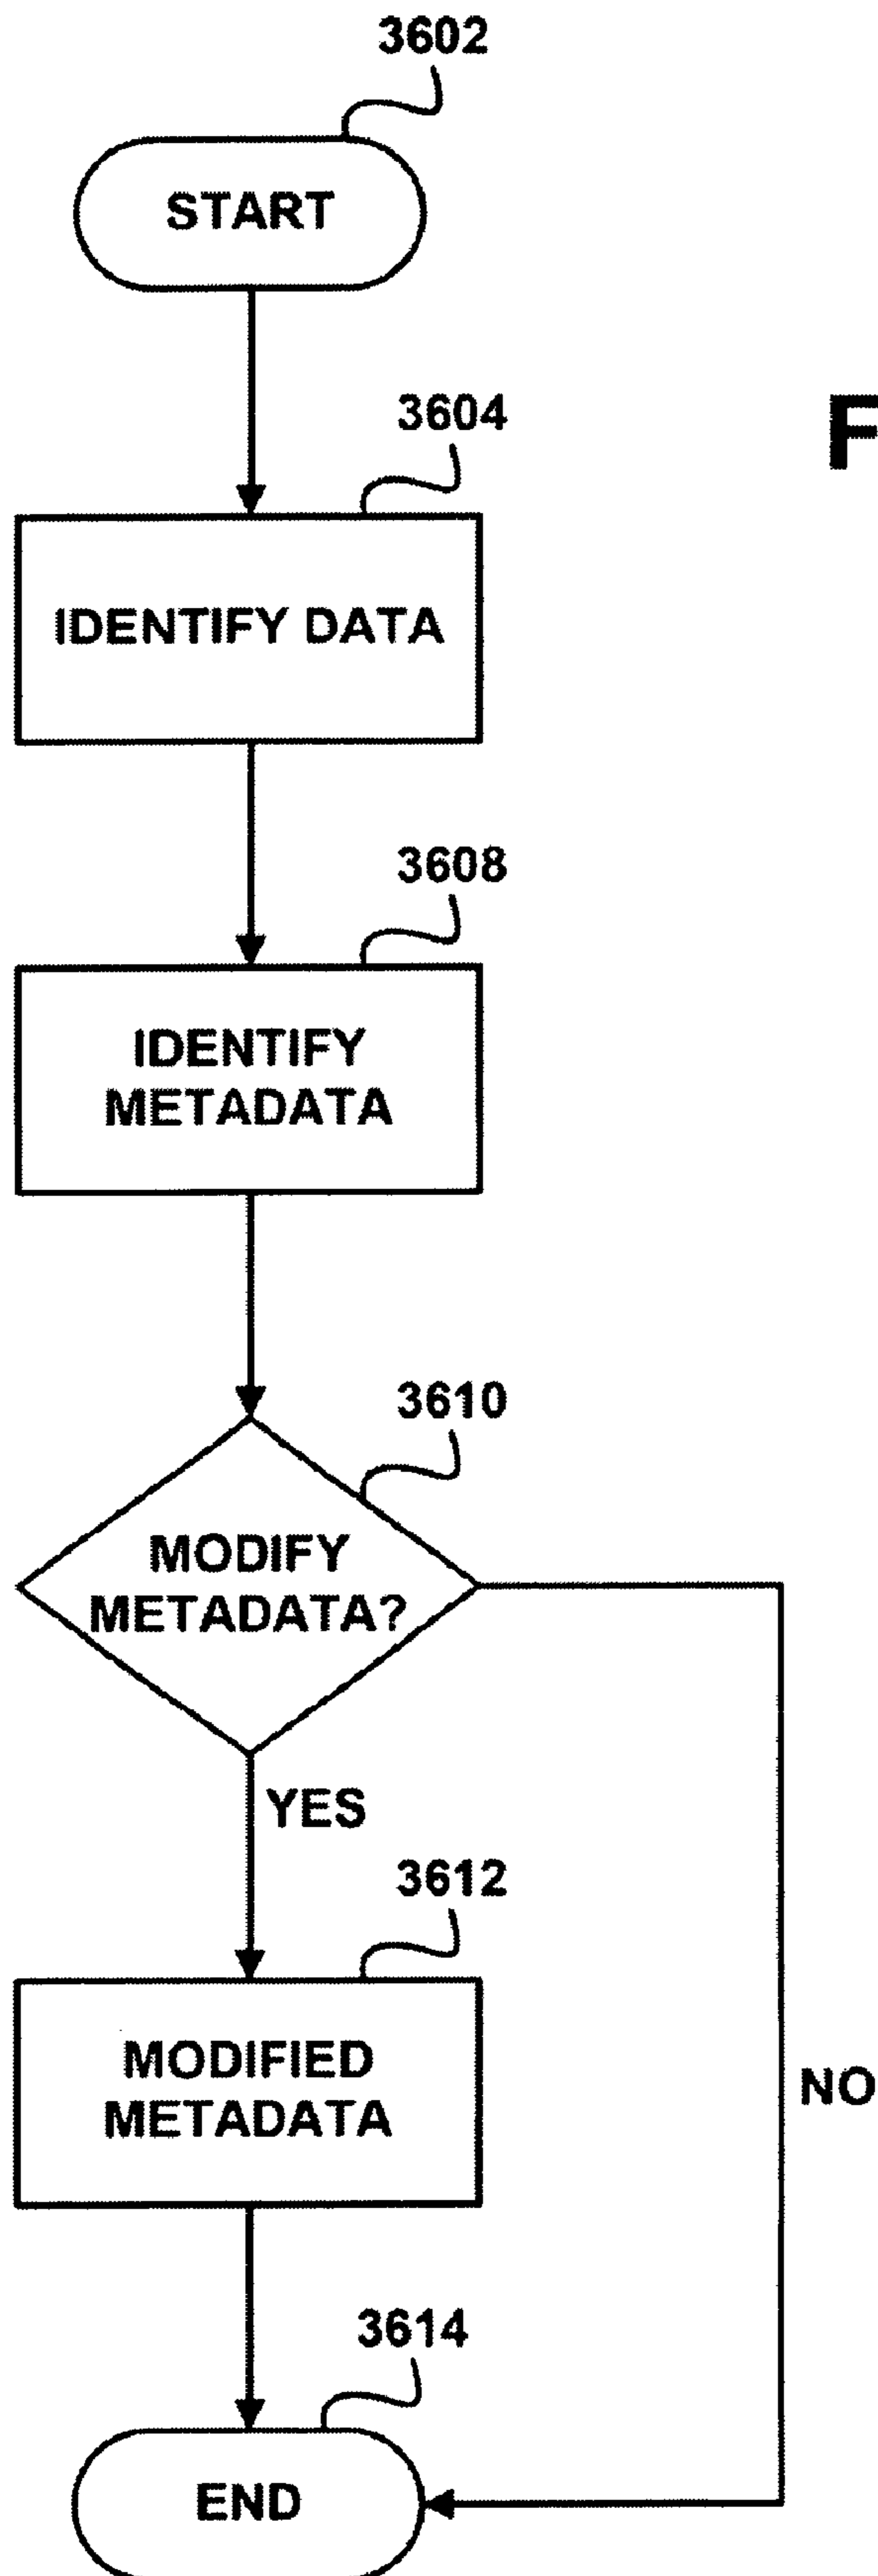 3602
START
3604
F
IDENTIFY DATA
3608
IDENTIFY
METADATA
3610
MODIFY
METADATA?
YES
3612
MODIFIED
METADATA
NO
3614
END